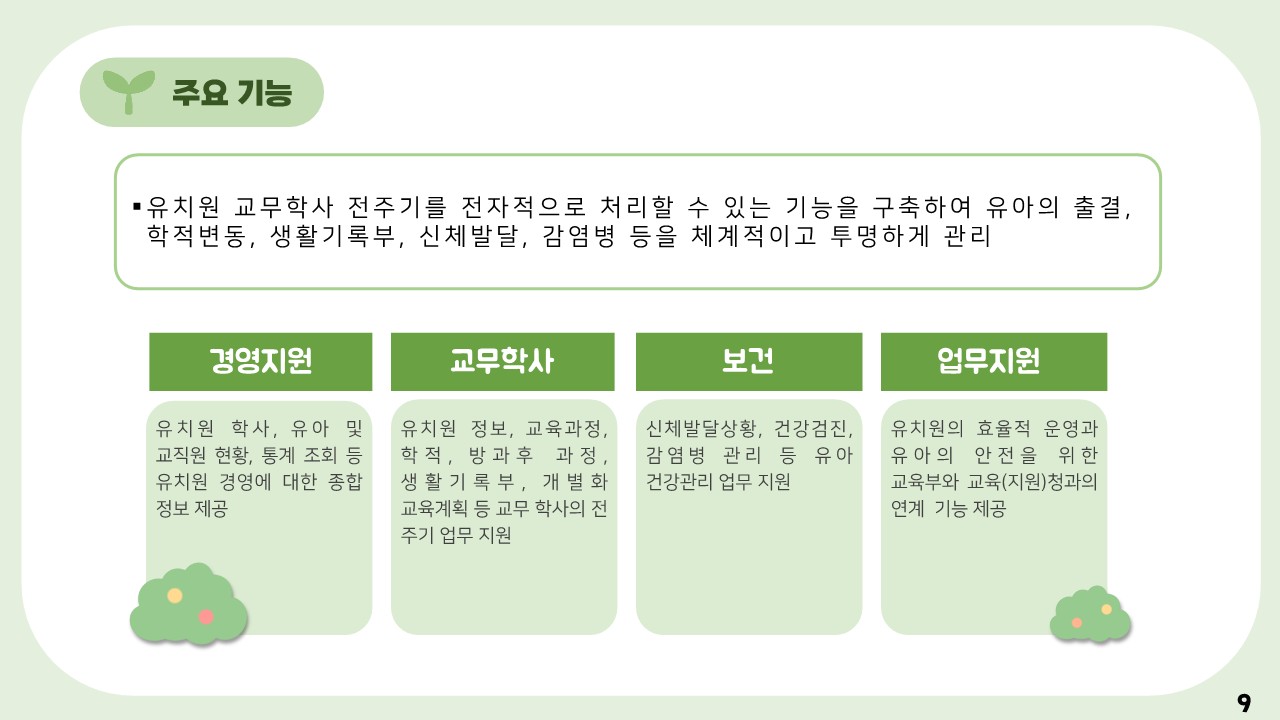 주요 기능
▪유치원 교무학사 전주기를 전자적으로 처리할 수 있는 기능을 구축하여 유아의 출결,
학적변동, 생활기록부, 신체발달, 감염병 등을 체계적이고 투명하게 관리
경영지원
유치원 학사, 유아 및
교직원 현황, 통계 조회 등
유치원 경영에 대한 종합
정보 제공
교무학사
유치원 정보, 교육과정,
학적, 방과후 과정,
생활기록부, 개별화
교육계획 등 교무 학사의 전
주기 업무 지원
보건
신체발달상황, 건강검진,
감염병 관리 등 유아
건강관리 업무 지원
업무지원
유치원의 효율적 운영과
유아의 안전을 위한
교육부와 교육(지원)청과의
연계 기능 제공
9